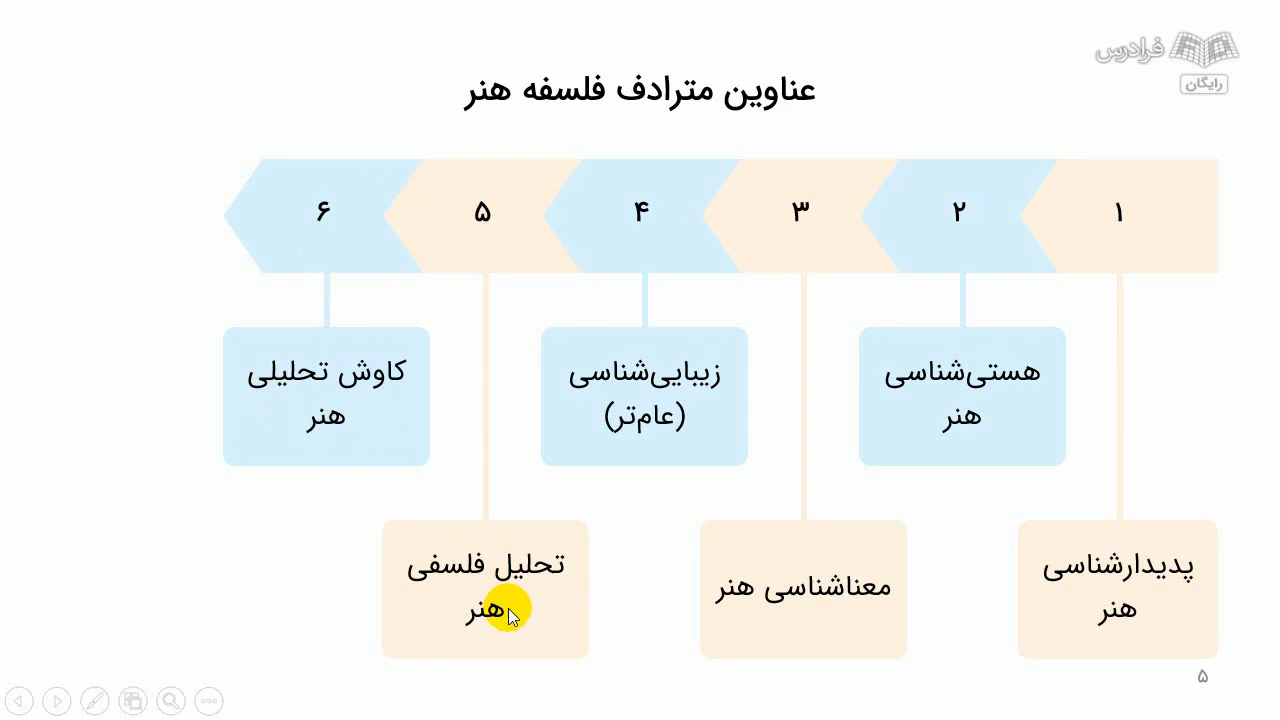 فرادرس
رایگان
عناوین مترادف فلسفه هنر
۱
۲
۳
۴
۵
۶
هستی‌شناسی
هنر
زیبایی‌شناسی
(عام‌تر)
کاوش تحلیلی
هنر
پدیدارشناسی
هنر
معناشناسی هنر
تحلیل فلسفی
هنر
۵